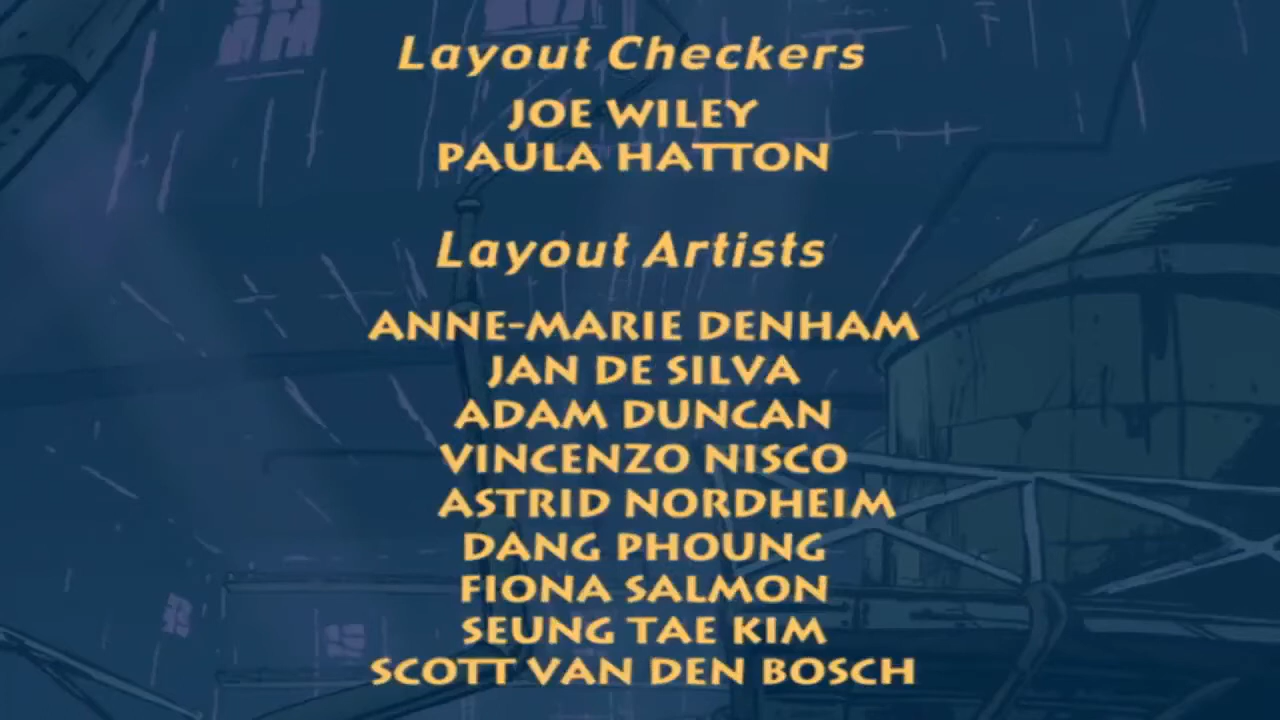 Layout Checkers
JOE WILEY
PAULA HATTON
Layout Artists
ANNE-MARIE DENHAM
JAN DE SILVA
ADAM DUNCAN
VINCENZO NISCO
ASTRID NORDHEIM
DANG PHOUNG
FIONA SALMON
SEUNG TAE KIM
SCOTT VAN DEN BOSCH